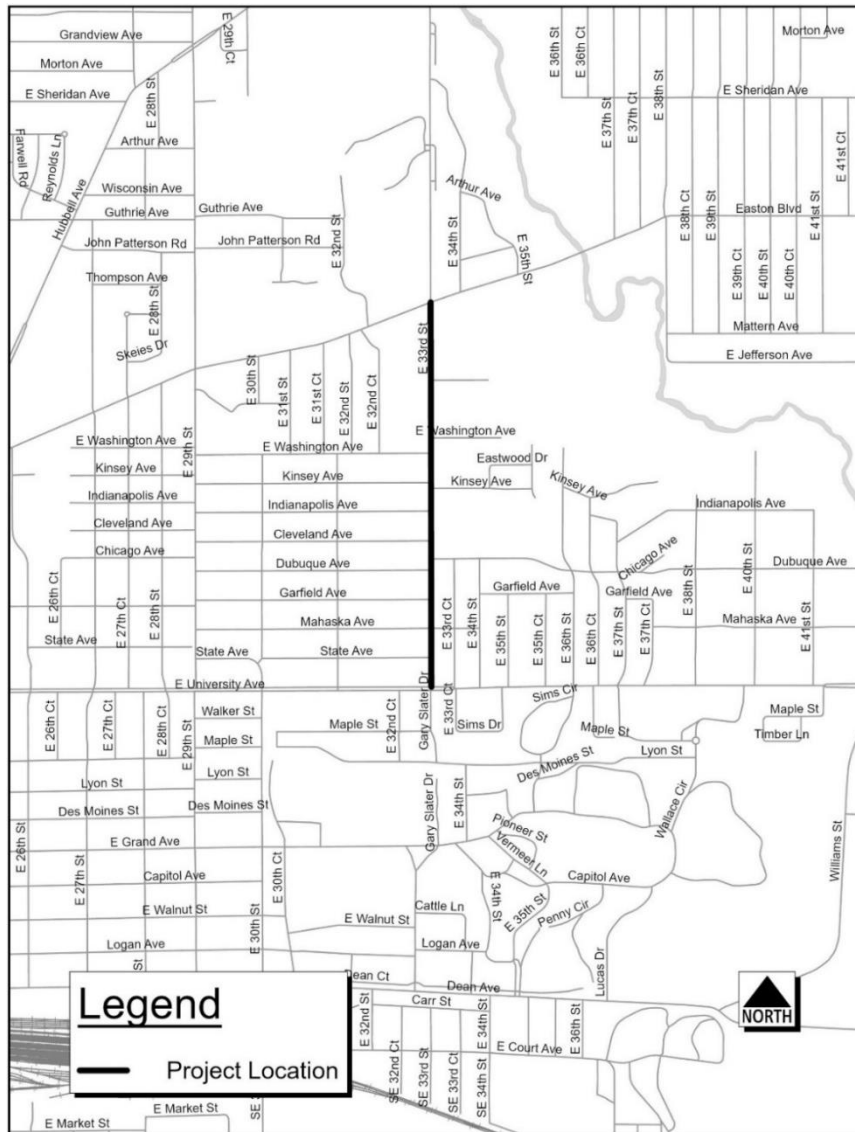 Grandview Ave
E 29th Ct
E 36th St
E 36th Ct
Morton Ave
Morton Ave
E 28th St
E Sheridan Ave
E 37th St
E 37th Ct
E 38th St
E Sheridan Ave
Farwell Rd
Reynolds Ln
Arthur Ave
E 41st Ct
Hubbell Ave
Wisconsin Ave
Arthur Ave
Guthrie Ave
Guthrie Ave
E 32nd St
E 34th St
E 38th Ct
E 39th St
Easton Blvd
E 41st St
John Patterson Rd
John Patterson Rd
E 35th St
E 39th Ct
E 40th St
E 40th Ct
Thompson Ave
E 28th St
Skeies Dr
E 33rd St
Mattern Ave
E Jefferson Ave
E 30th St
E 31st St
E 31st Ct
E 32nd St
E 32nd Ct
E Washington Ave
E 29th St
E Washington Ave
E Washington Ave
Kinsey Ave
Kinsey Ave
Eastwood Dr
Kinsey Ave
Kinsey Ave
Indianapolis Ave
Indianapolis Ave
Indianapolis Ave
Cleveland Ave
Cleveland Ave
Chicago Ave
Dubuque Ave
Chicago Ave
E 40th St
Dubuque Ave
E 26th Ct
E 27th Ct
E 28th St
Garfield Ave
Garfield Ave
Garfield Ave
E 38th St
Mahaska Ave
E 33rd Ct
E 34th St
E 35th St
E 35th Ct
E 36th St
E 36th Ct
E 37th St
E 37th Ct
Mahaska Ave
E 41st St
State Ave
State Ave
State Ave
E University Ave
Gary Slater Dr
E 33rd Ct
Sims Cir
E 26th Ct
E 27th Ct
E 28th Ct
E 29th St
Walker St
Maple St
Maple St
E 32nd Ct
Sims Dr
Maple St
Maple St
Timber Ln
Lyon St
Lyon St
Lyon St
Des Moines St
Des Moines St
Des Moines St
Gary Slater Dr
E 34th St
Wallace Cir
E 26th St
E Grand Ave
Pioneer St
Vermeer Ln
Williams St
E 27th St
Capitol Ave
E 30th Ct
E 34th St
Capitol Ave
E Walnut St
E 30th St
E Walnut St
Cattle Ln
E 35th St
Penny Cir
Logan Ave
Logan Ave
Lucas Dr
St
Dean Ct
Dean Ave
Legend
E 32nd St
Carr St
E 34th St
E 36th St
NORTH
Project Location
SE 32nd Ct
SE 33rd St
SE 33rd Ct
SE 34th St
E Court Ave
E Market St
E Market St
E Market St